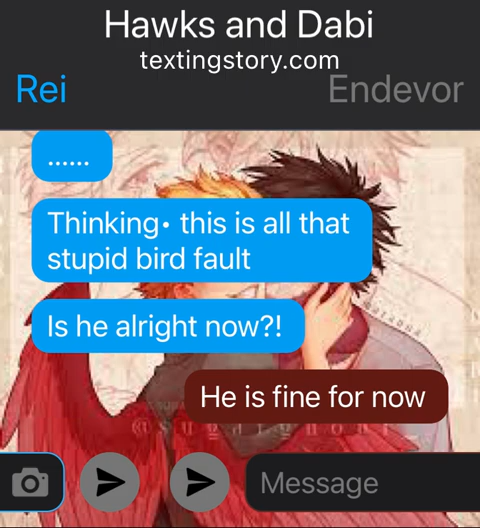 Hawks and Dabi
textingstory.com
Rei Endevor
......
Thinking• this is all that
stupid bird fault
Is he alright now?!
He is fine for now
Message